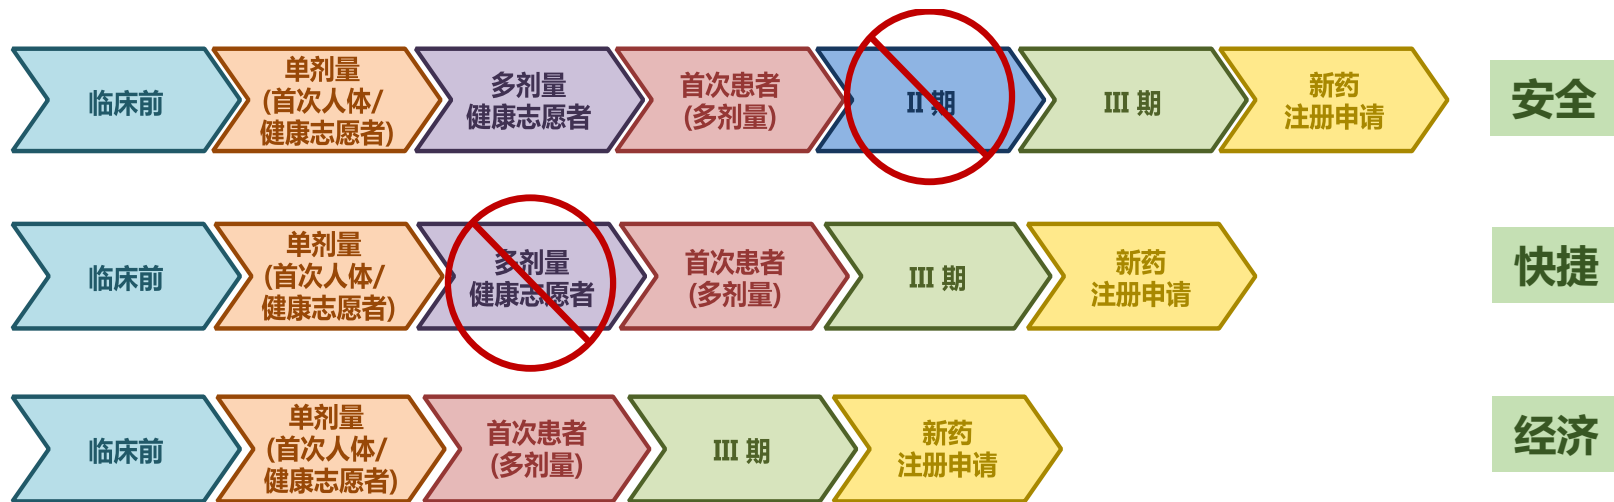 临床前
单剂量
(首次人体/
健康志愿者)
多剂量
健康志愿者
首次患者
(多剂量)
II 期
III 期
新药
注册申请
安全
临床前
单剂量
(首次人体/
健康志愿者)
多剂量
健康志愿者
首次患者
(多剂量)
III 期
新药
注册申请
快捷
临床前
单剂量
(首次人体/
健康志愿者)
首次患者
(多剂量)
III 期
新药
注册申请
经济